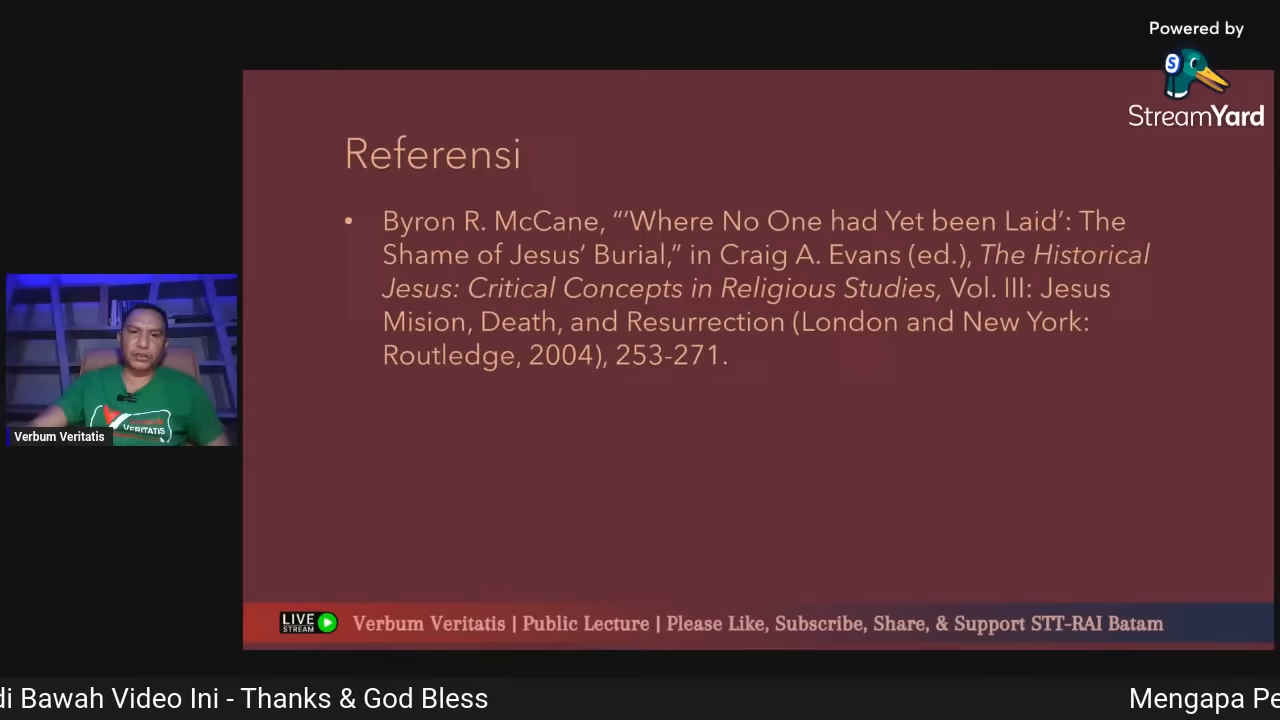 Powered by
StreamYard
Referensi
• Byron R. McCane, “‘Where No One had Yet been Laid’: The
Shame of Jesus’ Burial,“ in Craig A. Evans (ed.), The Historical
Jesus: Critical Concepts in Religious Studies, Vol. III: Jesus
Mision, Death, and Resurrection (London and New York:
Routledge, 2004), 253-271.
VERITATIS
Verbum Veritatis
LIVE
STREAM
Verbum Veritatis | Public Lecture | Please Like, Subscribe, Share, & Support STT-RAI Batam
di Bawah Video Ini - Thanks & God Bless
Mengapa Pe